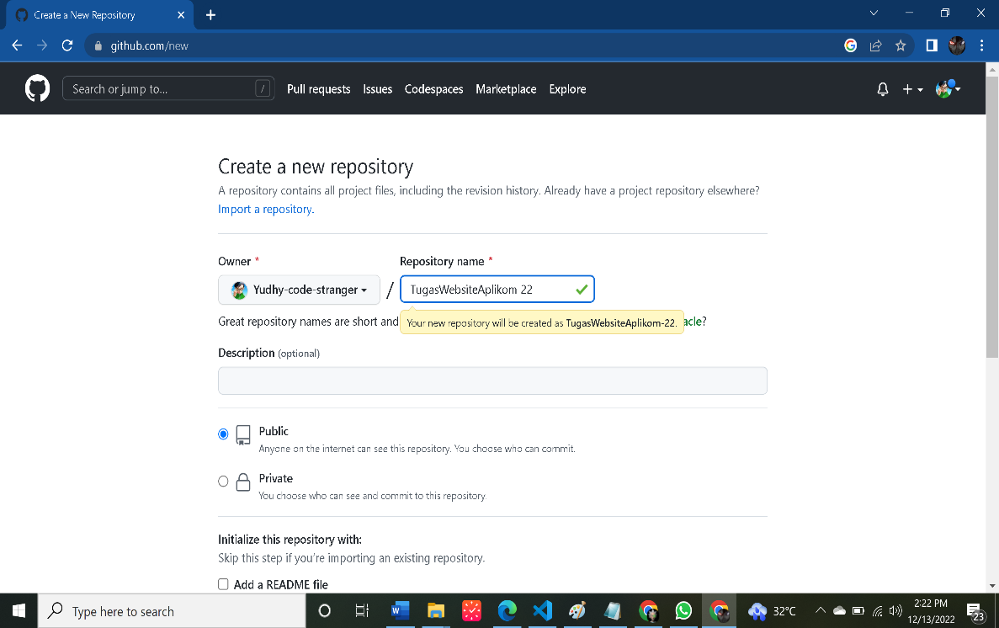 Create a New Repository
github.com/new
Search or jump to...
/
Pull requests Issues Codespaces Marketplace Explore
Create a new repository
A repository contains all project files, including the revision history. Already have a project repository elsewhere?
Import a repository.
Owner * Repository name *
Yudhy-code-stranger / TugasWebsiteAplikom 22
Great repository names are short and acle?
Your new repository will be created as TugasWebsiteAplikom-22.
Description (optional)
Public
Anyone on the internet can see this repository. You choose who can commit.
Private
You choose who can see and commit to this repository.
Initialize this repository with:
Skip this step if you're importing an existing repository.
Add a README file
Type here to search
32°C
2:22 PM
12/13/2022
23